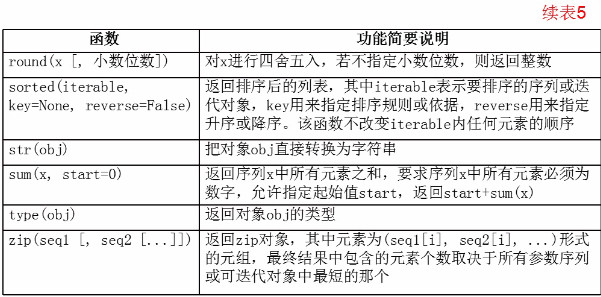 续表5
函数 功能简要说明
round(x [, 小数位数]) 对x进行四舍五入，若不指定小数位数，则返回整数
sorted(iterable, 返回排序后的列表，其中iterable表示要排序的序列或迭
key=None, reverse=False) 代对象，key用来指定排序规则或依据，reverse用来指定
升序或降序。该函数不改变iterable内任何元素的顺序
str(obj) 把对象obj直接转换为字符串
sum(x, start=0) 返回序列x中所有元素之和，要求序列x中所有元素必须为
数字，允许指定起始值start，返回start+sum(x)
type(obj) 返回对象obj的类型
zip(seq1 [, seq2 [...]]) 返回zip对象，其中元素为(seq1[i], seq2[i], ...)形式
的元组，最终结果中包含的元素个数取决于所有参数序列
或可迭代对象中最短的那个